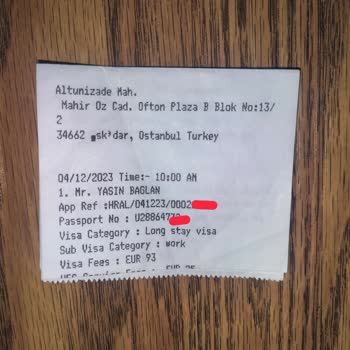 Altunizade Mah.
Mahir Oz Cad. Ofton Plaza B Blok No:13/
2
34662 sk'dar, Ostanbul Turkey
04/12/2023 Time:- 10:00 AM
1. Mr. YASIN BAGLAN
App Ref :HRAL/041223/0002
Passport No : U2886477
Visa Category : Long stay visa
Sub Visa Category : work
Visa Fees : EUR 93